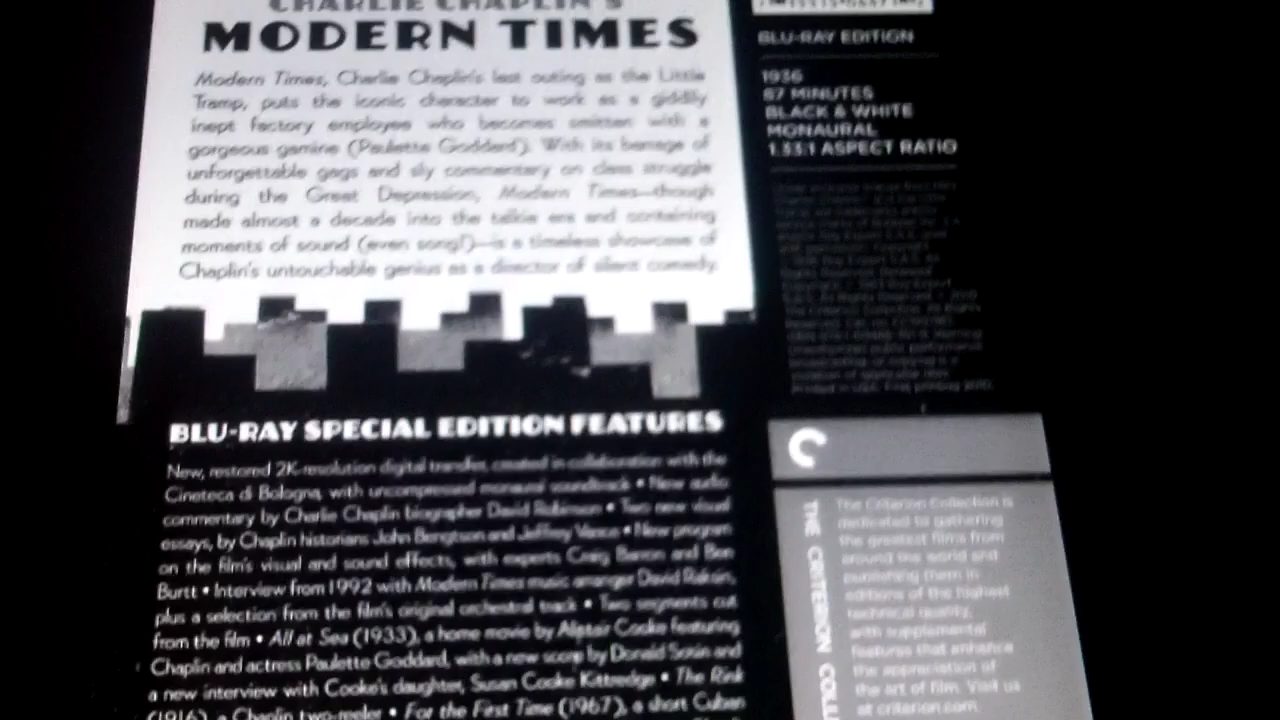 CHARLIE CHAPLIN'S
MODERN TIMES
Modern Times, Charlie Chaplin's last outing as the Little
Tramp, puts the iconic character to work as a giddily
inept factory employee who becomes smitten with a
gorgeous gamine (Paulette Goddard). With its barrage of
unforgettable gags and sly commentary on class struggle
during the Great Depression, Modern Times—though
made almost a decade into the talkie era and containing
moments of sound (even song!)—is a timeless showcase of
Chaplin's untouchable genius as a director of silent comedy.
BLU-RAY SPECIAL EDITION FEATURES
New, restored 2K-resolution digital transfer, created in collaboration with the
Cineteca di Bologna, with uncompressed monaural soundtrack • New audio
commentary by Charlie Chaplin biographer David Robinson • Two new visual
essays, by Chaplin historians John Bengtson and Jeffrey Vance • New program
on the film's visual and sound effects, with experts Craig Barron and Ben
Burtt • Interview from 1992 with Modern Times music arranger David Raksin,
plus a selection from the film's original orchestral track • Two segments cut
from the film • All at Sea (1933), a home movie by Alistair Cooke featuring
Chaplin and actress Paulette Goddard, with a new score by Donald Sosin and
a new interview with Cooke's daughter, Susan Cooke Kittredge • The Rink
(1916), a Chaplin two-reeler • For the First Time (1967), a short Cuban
BLU-RAY EDITION
1936
87 MINUTES
BLACK & WHITE
MONAURAL
1.33:1 ASPECT RATIO
THE CRITERION COLLU
The Criterion Collection is
dedicated to gathering
the greatest films from
around the world and
publishing them in
editions of the highest
technical quality,
with supplemental
features that enhance
the appreciation of
the art of film. Visit us
at criterion.com.